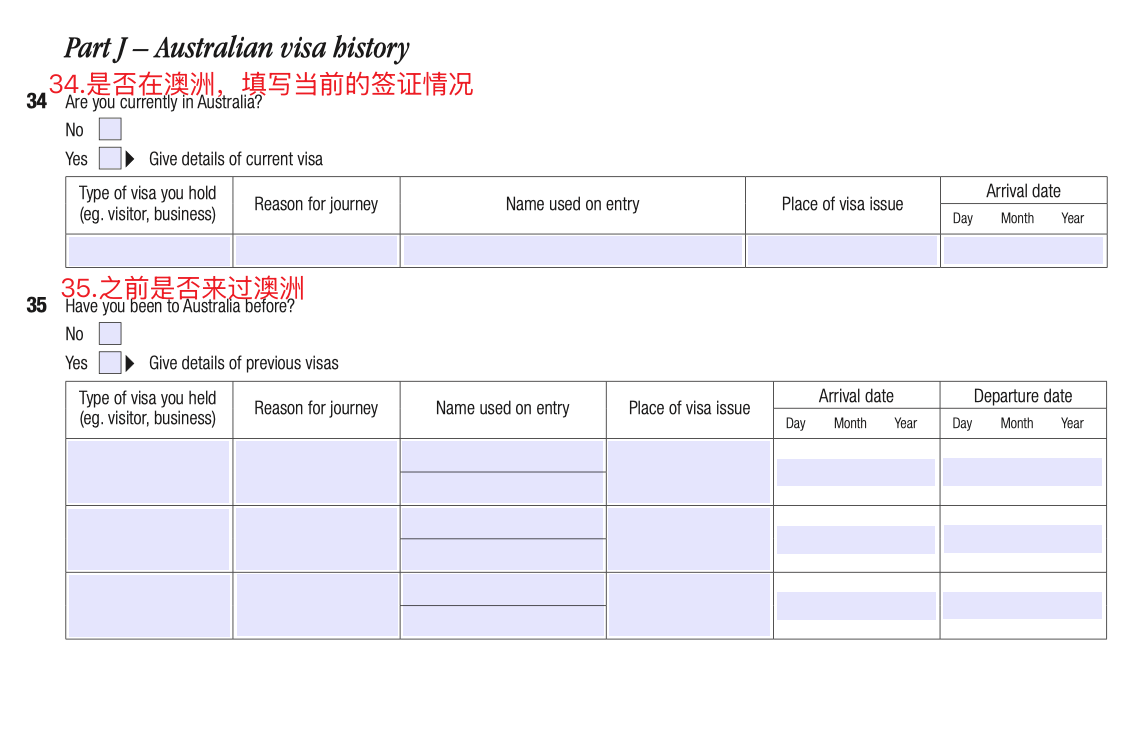 Part J – Australian visa history
34.是否在澳洲，填写当前的签证情况
34 Are you currently in Australia?
No
Yes Give details of current visa
Type of visa you hold
(eg. visitor, business)
Reason for journey
Name used on entry
Place of visa issue
Arrival date
Day Month Year
35.之前是否来过澳洲
35 Have you been to Australia before?
No
Yes Give details of previous visas
Type of visa you held
(eg. visitor, business)
Reason for journey
Name used on entry
Place of visa issue
Arrival date
Day Month Year
Departure date
Day Month Year